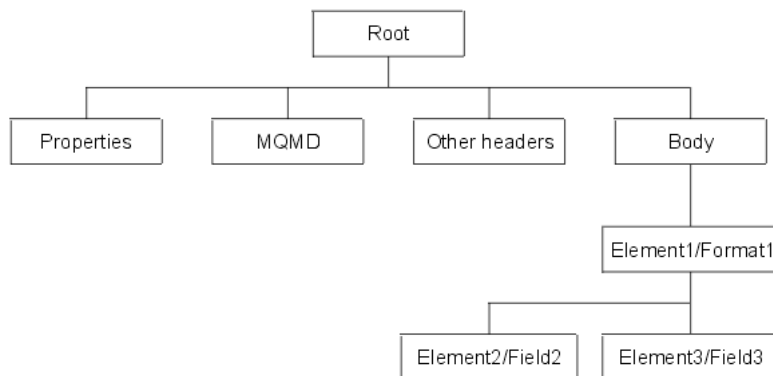 Root
Properties
MQMD
Other headers
Body
Element1/Format1
Element2/Field2
Element3/Field3